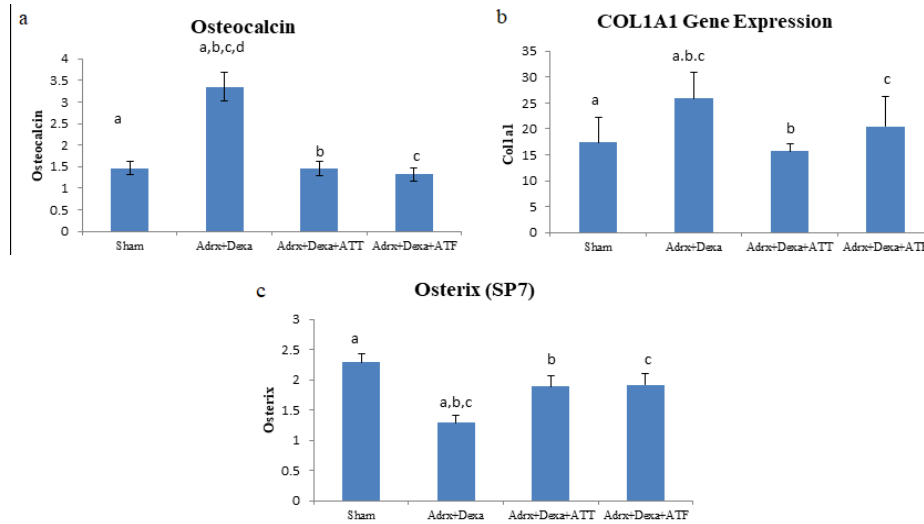 a
Osteocalcin
a,b,c,d
4
3.5
3
2.5
2
1.5
1
0.5
0
Osteocalcin
a
b
c
Sham
Adrx+Dexa
Adrx+Dexa+ATT
Adrx+Dexa+ATF
b
COL1A1 Gene Expression
35
30
25
20
15
10
5
0
Col1a1
a
a.b.c
b
c
Sham
Adrx+Dexa
Adrx+Dexa+ATT
Adrx+Dexa+ATF
c
Osterix (SP7)
3
2.5
2
1.5
1
0.5
0
Osterix
a
a,b,c
b
c
Sham
Adrx+Dexa
Adrx+Dexa+ATT
Adrx+Dexa+ATF